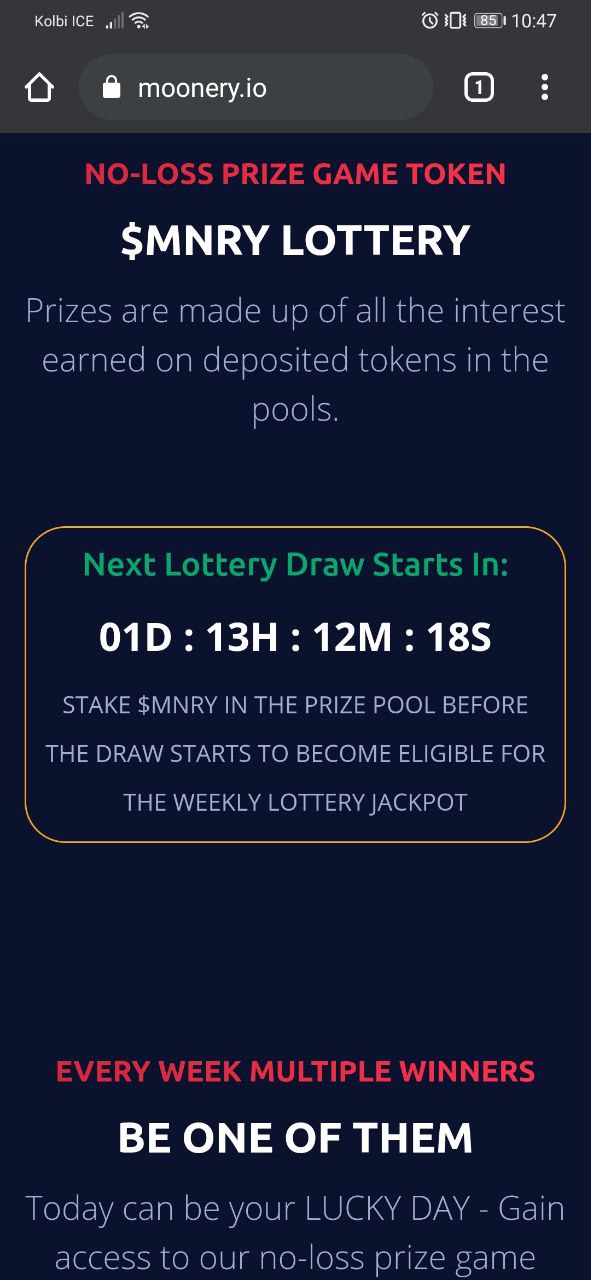 Kolbi ICE 85 10:47
moonery.io 1
NO-LOSS PRIZE GAME TOKEN
$MNRY LOTTERY
Prizes are made up of all the interest
earned on deposited tokens in the
pools.
Next Lottery Draw Starts In:
01D : 13H : 12M : 18S
STAKE $MNRY IN THE PRIZE POOL BEFORE
THE DRAW STARTS TO BECOME ELIGIBLE FOR
THE WEEKLY LOTTERY JACKPOT
EVERY WEEK MULTIPLE WINNERS
BE ONE OF THEM
Today can be your LUCKY DAY - Gain
access to our no-loss prize game